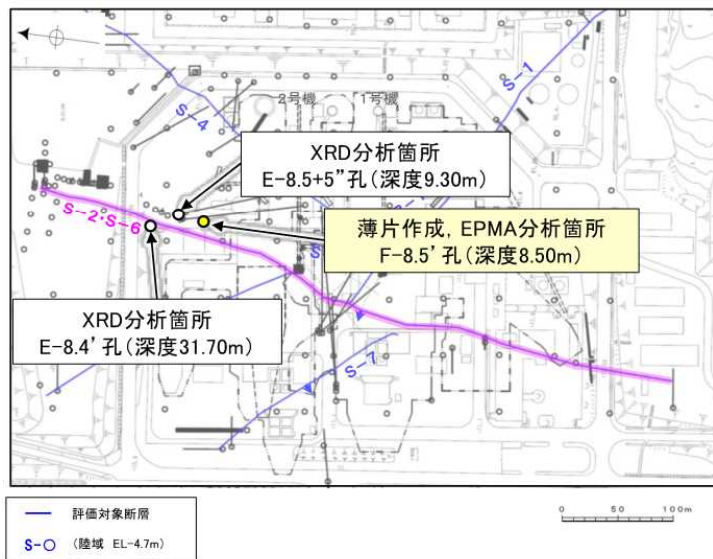 S-1
S-4
2号機
1号機
XRD分析箇所
E-8.5+5”孔(深度9.30m)
S-2・S-6
薄片作成, EPMA分析箇所
F-8.5’孔(深度8.50m)
XRD分析箇所
E-8.4’孔(深度31.70m)
S-7
評価対象断層
S-○ (陸域 EL-4.7m)
0 50 100m